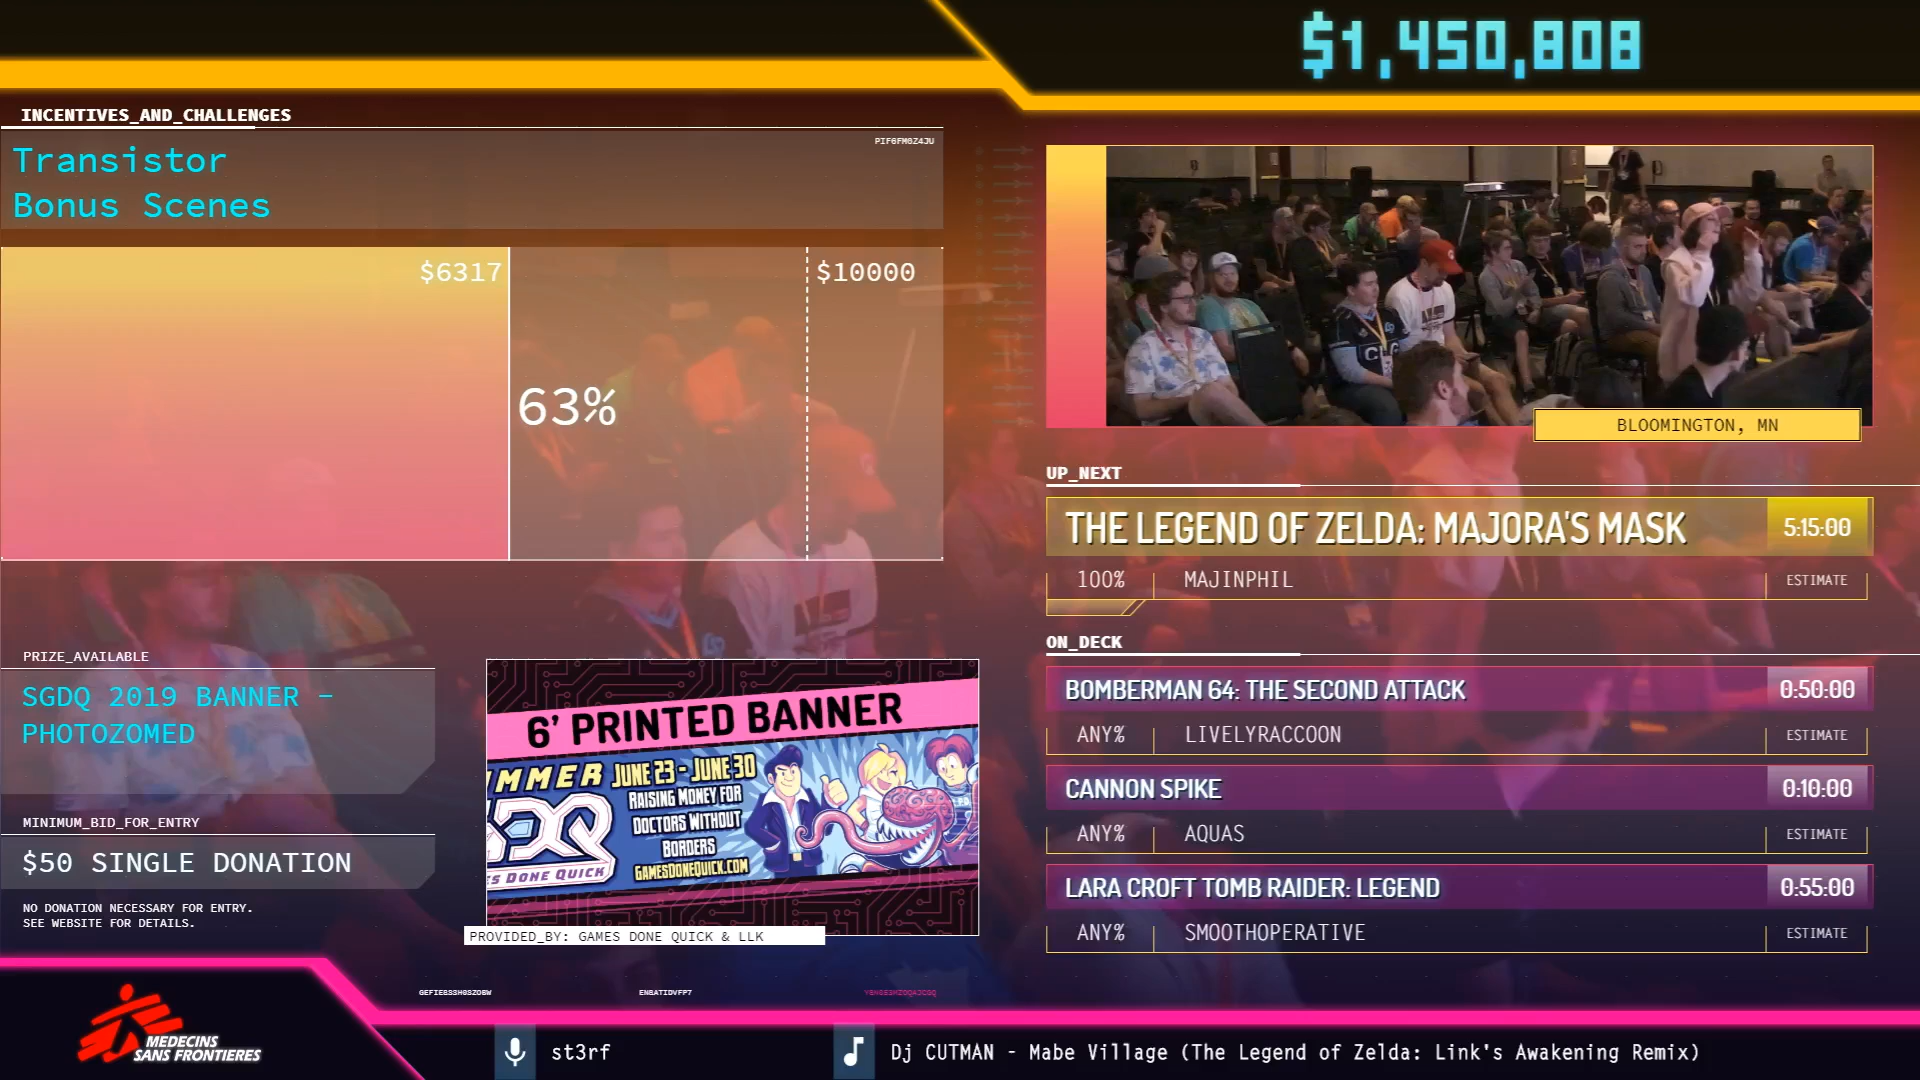 $1,450,808
INCENTIVES_AND_CHALLENGES
Transistor
Bonus Scenes
$6317
$10000
63%
PRIZE_AVAILABLE
SGDQ 2019 BANNER -
PHOTOZOMED
MINIMUM_BID_FOR_ENTRY
$50 SINGLE DONATION
NO DONATION NECESSARY FOR ENTRY.
SEE WEBSITE FOR DETAILS.
6' PRINTED BANNER
MMER JUNE 23 - JUNE 30
RAISING MONEY FOR
DOCTORS WITHOUT
BORDERS
GAMESDONEQUICK.COM
S DONE QUICK
PROVIDED_BY: GAMES DONE QUICK & LLK
BLOOMINGTON, MN
UP_NEXT
THE LEGEND OF ZELDA: MAJORA'S MASK 5:15:00
100% MAJINPHIL ESTIMATE
ON_DECK
BOMBERMAN 64: THE SECOND ATTACK 0:50:00
ANY% LIVELYRACCOON ESTIMATE
CANNON SPIKE 0:10:00
ANY% AQUAS ESTIMATE
LARA CROFT TOMB RAIDER: LEGEND 0:55:00
ANY% SMOOTHOPERATIVE ESTIMATE
MEDECINS
SANS FRONTIERES
st3rf
Dj CUTMAN - Mabe Village (The Legend of Zelda: Link's Awakening Remix)